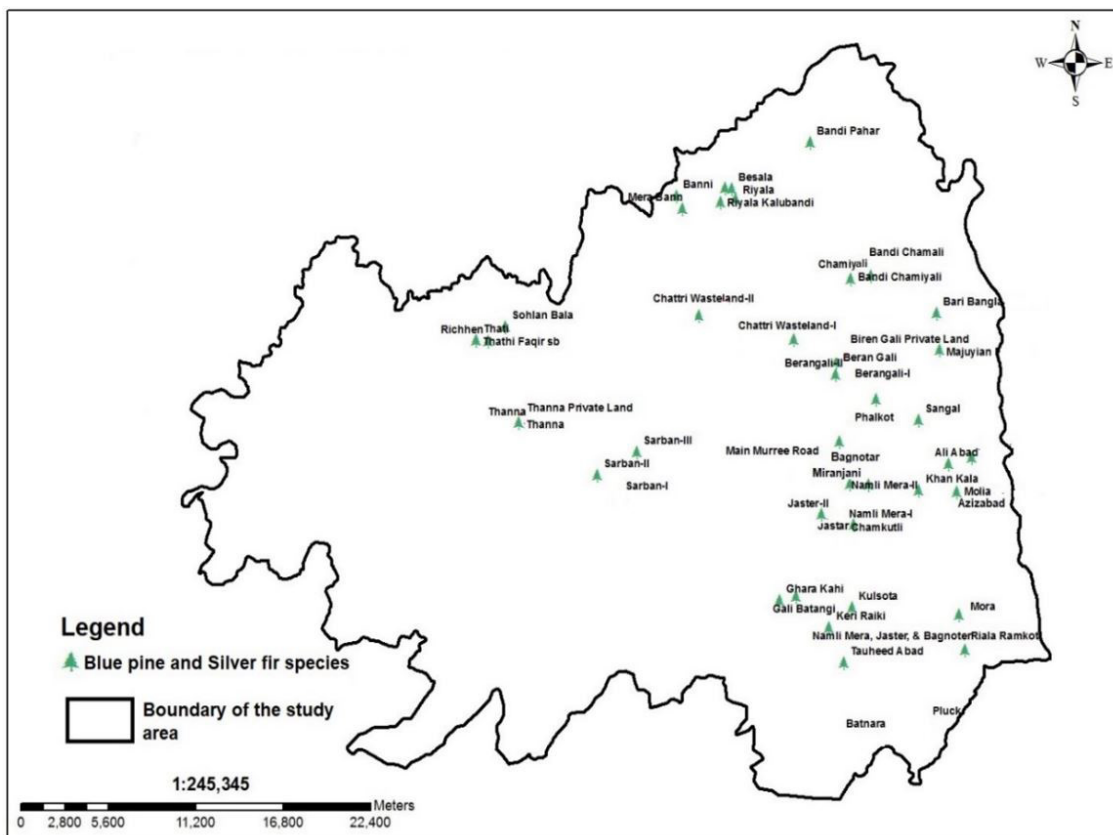 N
W E
S
Bandi Pahar
Besala
Banni
Riyala
Mera Bann
Riyala Kalubandi
Bandi Chamali
Chamiyali
Bandi Chamiyali
Chattri Wasteland-II
Bari Bangla
Sohlan Bala
Richhen Thati
Chattri Wasteland-I
Thathi Faqir sb
Biren Gali Private Land
Majuyian
Beran Gali
Berangali-II
Berangali-I
Thanna Private Land
Thanna
Thanna
Phalkot
Sangal
Sarban-III
Main Murree Road
Bagnotar
Ali Abad
Sarban-II
Sarban-I
Miranjani
Namli Mera-II
Khan Kala
Molia
Azizabad
Jaster-II
Namli Mera-I
Jastar
Chamkutli
Ghara Kahi
Gali Batangi
Kulsota
Keri Raiki
Mora
Namli Mera, Jaster, & Bagnoter
Riala Ramkot
Tauheed Abad
Pluck
Batnara
Legend
Blue pine and Silver fir species
Boundary of the study
area
1:245,345
Meters
0 2,800 5,600 11,200 16,800 22,400